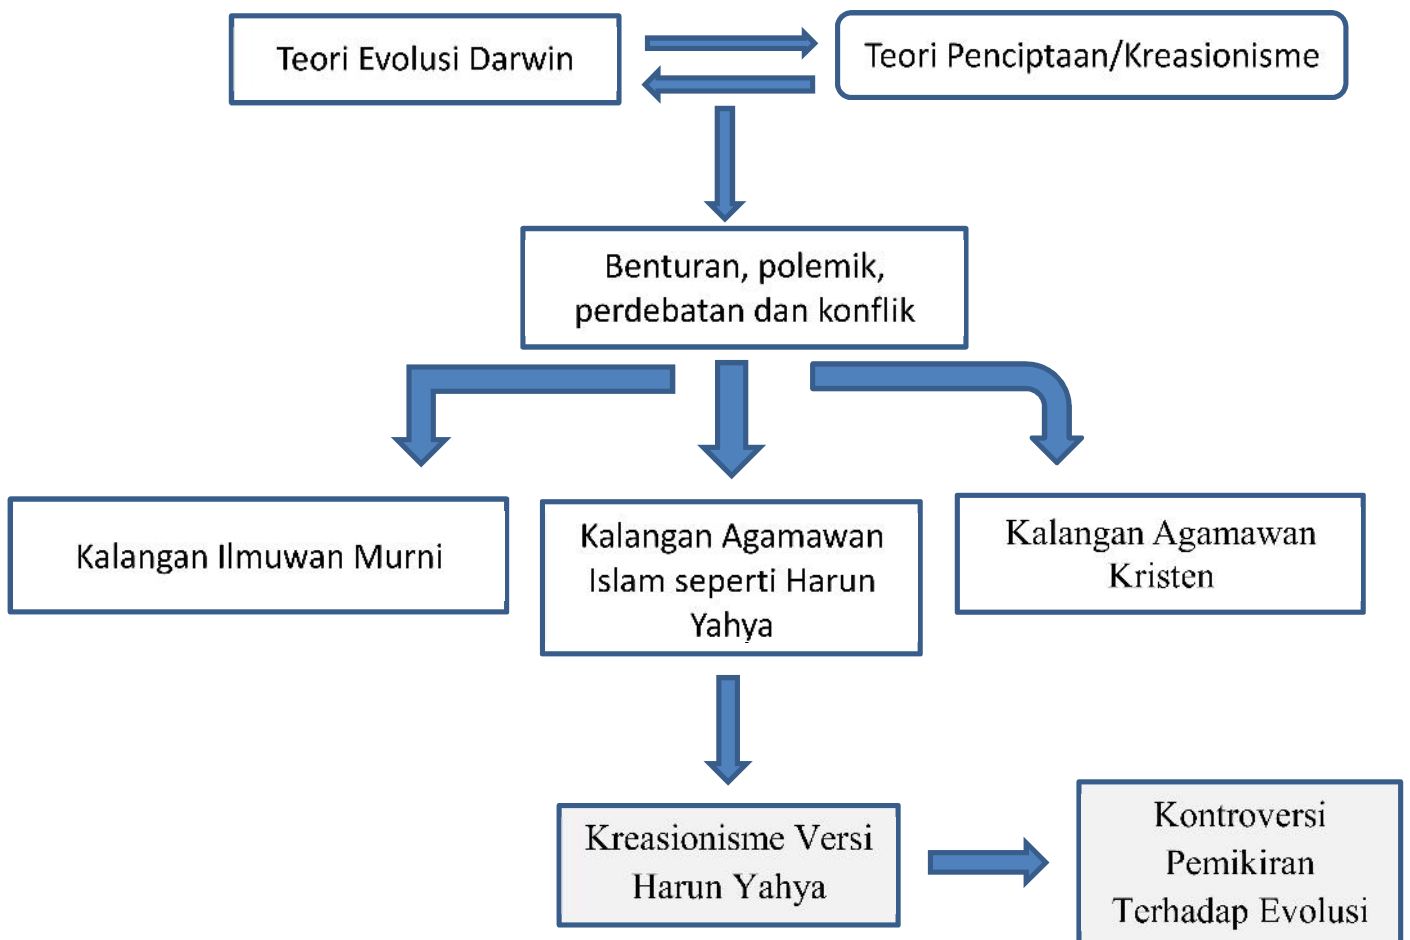 Teori Evolusi Darwin
Teori Penciptaan/Kreasionisme
Benturan, polemik,
perdebatan dan konflik
Kalangan Ilmuwan Murni
Kalangan Agamawan
Islam seperti Harun
Yahya
Kalangan Agamawan
Kristen
Kreasionisme Versi
Harun Yahya
Kontroversi
Pemikiran
Terhadap Evolusi